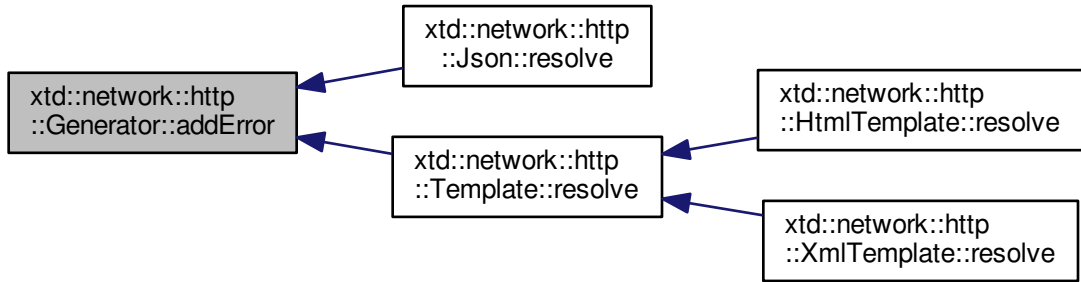 xtd::network::http
::Generator::addError
xtd::network::http
::Json::resolve
xtd::network::http
::Template::resolve
xtd::network::http
::HtmlTemplate::resolve
xtd::network::http
::XmlTemplate::resolve